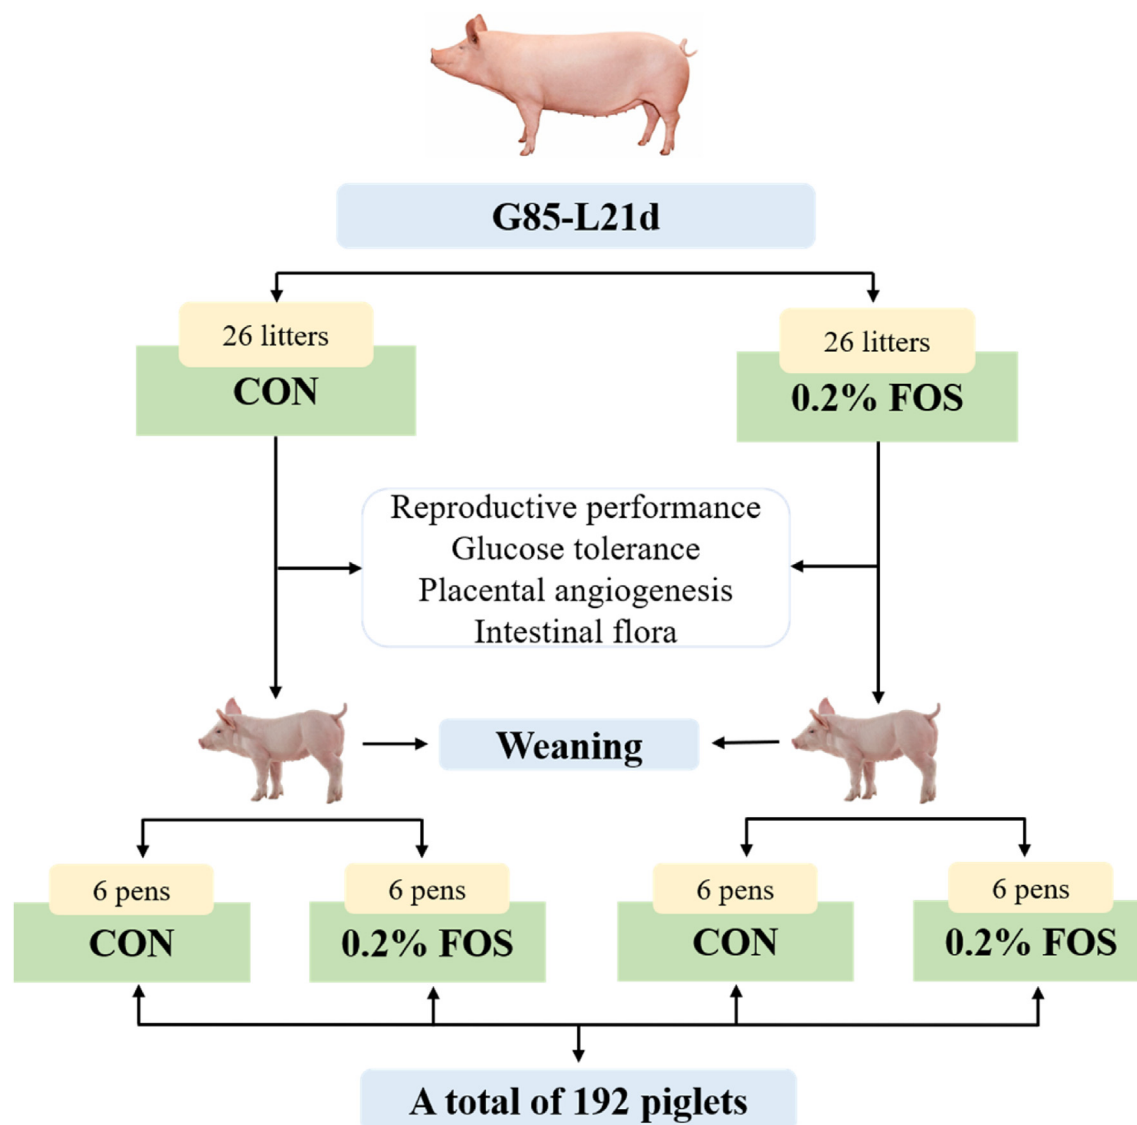 G85-L21d
26 litters
CON
26 litters
0.2% FOS
Reproductive performance
Glucose tolerance
Placental angiogenesis
Intestinal flora
Weaning
6 pens
CON
6 pens
0.2% FOS
6 pens
CON
6 pens
0.2% FOS
A total of 192 piglets